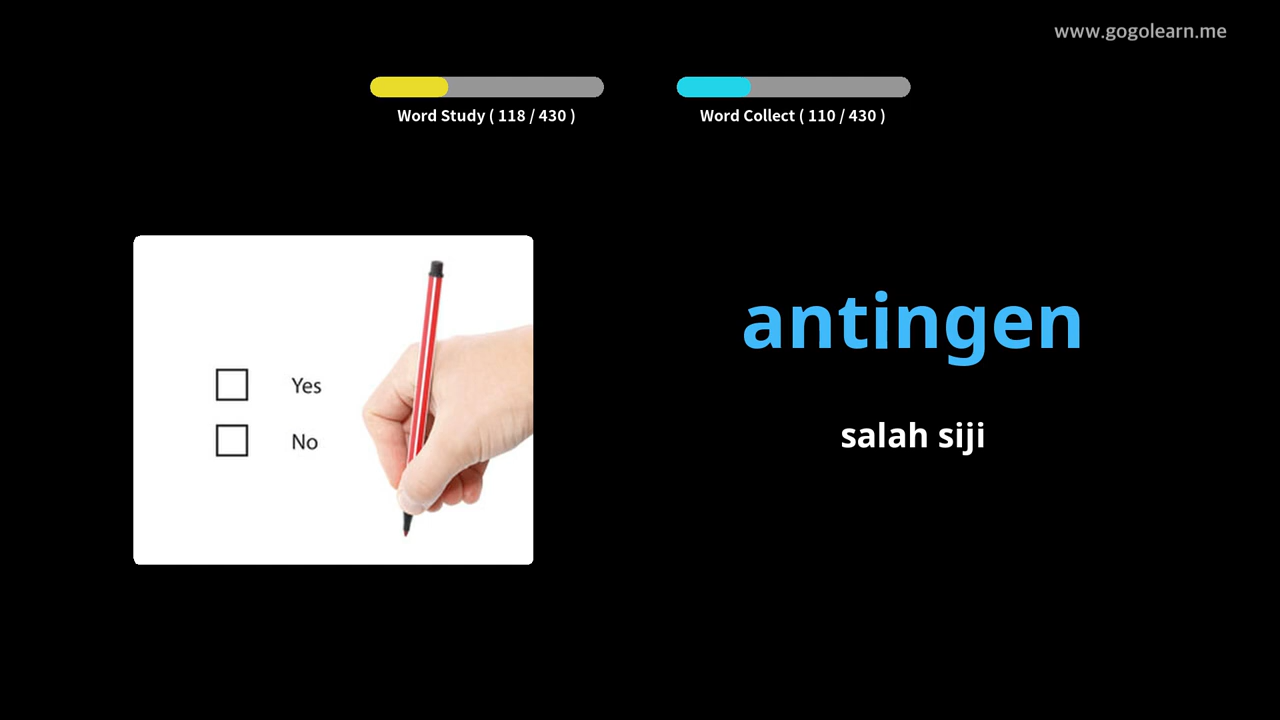 www.gogolearn.me
Word Study ( 118 / 430 )
Word Collect ( 110 / 430 )
antingen
salah siji
Yes
No